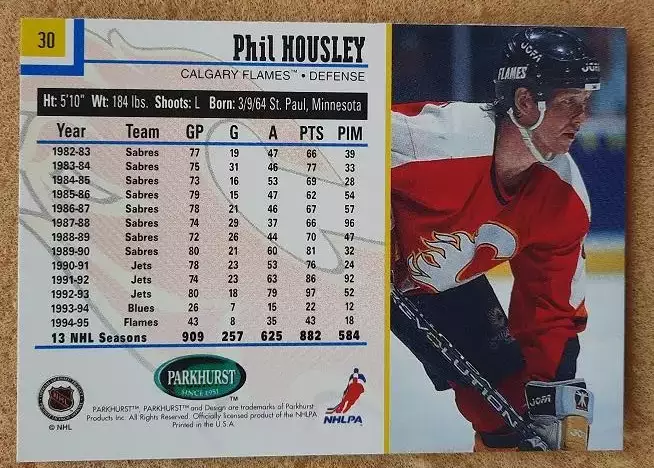 30
Phil HOUSLEY
CALGARY FLAMES™ • DEFENSE
Ht: 5'10" Wt: 184 lbs. Shoots: L Born: 3/9/64 St. Paul, Minnesota
Year Team GP G A PTS PIM
1982-83 Sabres 77 19 47 66 39
1983-84 Sabres 75 31 46 77 33
1984-85 Sabres 73 16 53 69 28
1985-86 Sabres 79 15 47 62 54
1986-87 Sabres 78 21 46 67 57
1987-88 Sabres 74 29 37 66 96
1988-89 Sabres 72 26 44 70 47
1989-90 Sabres 80 21 60 81 32
1990-91 Jets 78 23 53 76 24
1991-92 Jets 74 23 63 86 92
1992-93 Jets 80 18 79 97 52
1993-94 Blues 26 7 15 22 12
1994-95 Flames 43 8 35 43 18
13 NHL Seasons 909 257 625 882 584
PARKHURST
SINCE 1951
™
© NHL
PARKHURST™, PARKHURST™ and Design are trademarks of Parkhurst
Products Inc. All Rights Reserved. Officially licensed product of the NHLPA
Printed in the U.S.A.
NHLPA
JOFA
JOFA
FLAMES
REVOLUTION
JOFA